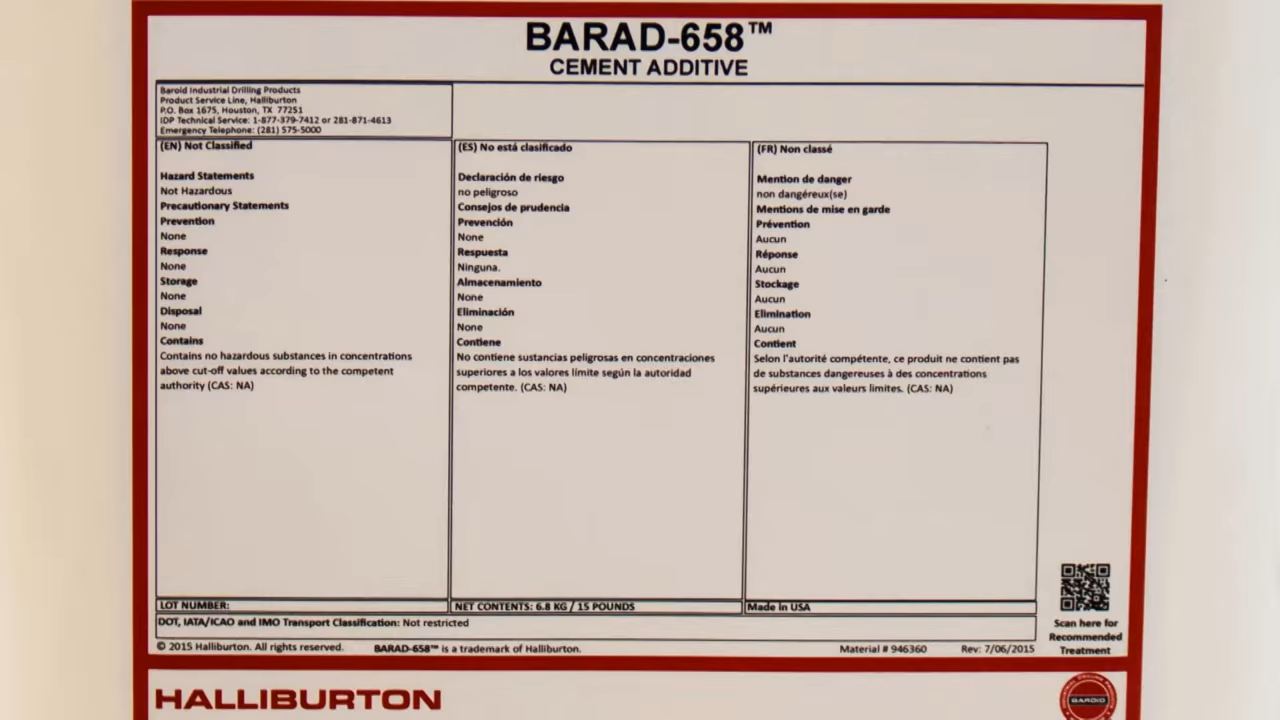 BARAD-658™
CEMENT ADDITIVE
Baroid Industrial Drilling Products
Product Service Line, Halliburton
P.O. Box 1675, Houston, TX 77251
IDP Technical Service: 1-877-379-7412 or 281-871-4613
Emergency Telephone: (281) 575-5000
(EN) Not Classified
Hazard Statements
Not Hazardous
Precautionary Statements
Prevention
None
Response
None
Storage
None
Disposal
None
Contains
Contains no hazardous substances in concentrations
above cut-off values according to the competent
authority (CAS: NA)
(ES) No está clasificado
Declaración de riesgo
no peligroso
Consejos de prudencia
Prevención
None
Respuesta
Ninguna.
Almacenamiento
None
Eliminación
None
Contiene
No contiene sustancias peligrosas en concentraciones
superiores a los valores límite según la autoridad
competente. (CAS: NA)
(FR) Non classé
Mention de danger
non dangéreux(se)
Mentions de mise en garde
Prévention
Aucun
Réponse
Aucun
Stockage
Aucun
Elimination
Aucun
Contient
Selon l'autorité compétente, ce produit ne contient pas
de substances dangereuses à des concentrations
supérieures aux valeurs limites. (CAS: NA)
LOT NUMBER:
NET CONTENTS: 6.8 KG / 15 POUNDS
Made in USA
DOT, IATA/ICAO and IMO Transport Classification: Not restricted
© 2015 Halliburton. All rights reserved.
BARAD-658™ is a trademark of Halliburton.
Material # 946360
Rev: 7/06/2015
Scan here for
Recommended
Treatment
HALLIBURTON
BAROID